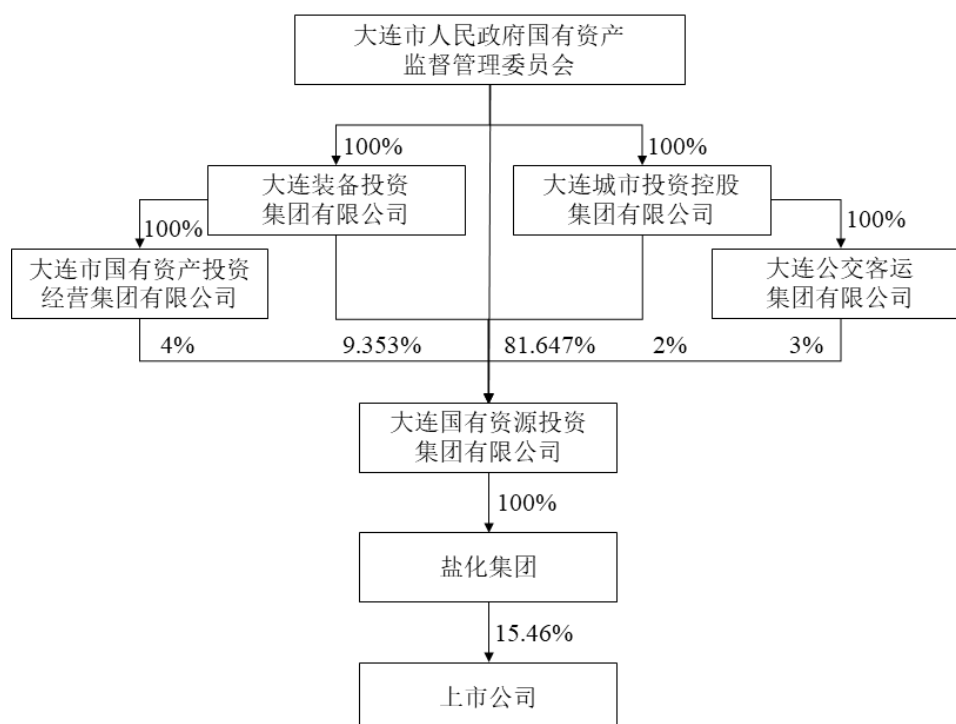 大连市人民政府国有资产
监督管理委员会
100%
100%
大连装备投资
集团有限公司
大连城市投资控股
集团有限公司
100%
100%
大连市国有资产投资
经营集团有限公司
大连公交客运
集团有限公司
4%
9.353%
81.647%
2%
3%
大连国有资源投资
集团有限公司
100%
盐化集团
15.46%
上市公司